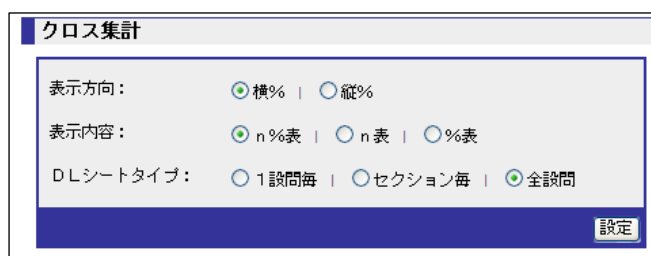 クロス集計
表示方向： 横% | 縦%
表示内容： n%表 | n表 | %表
DLシートタイプ： 1設問毎 | セクション毎 | 全設問
設定